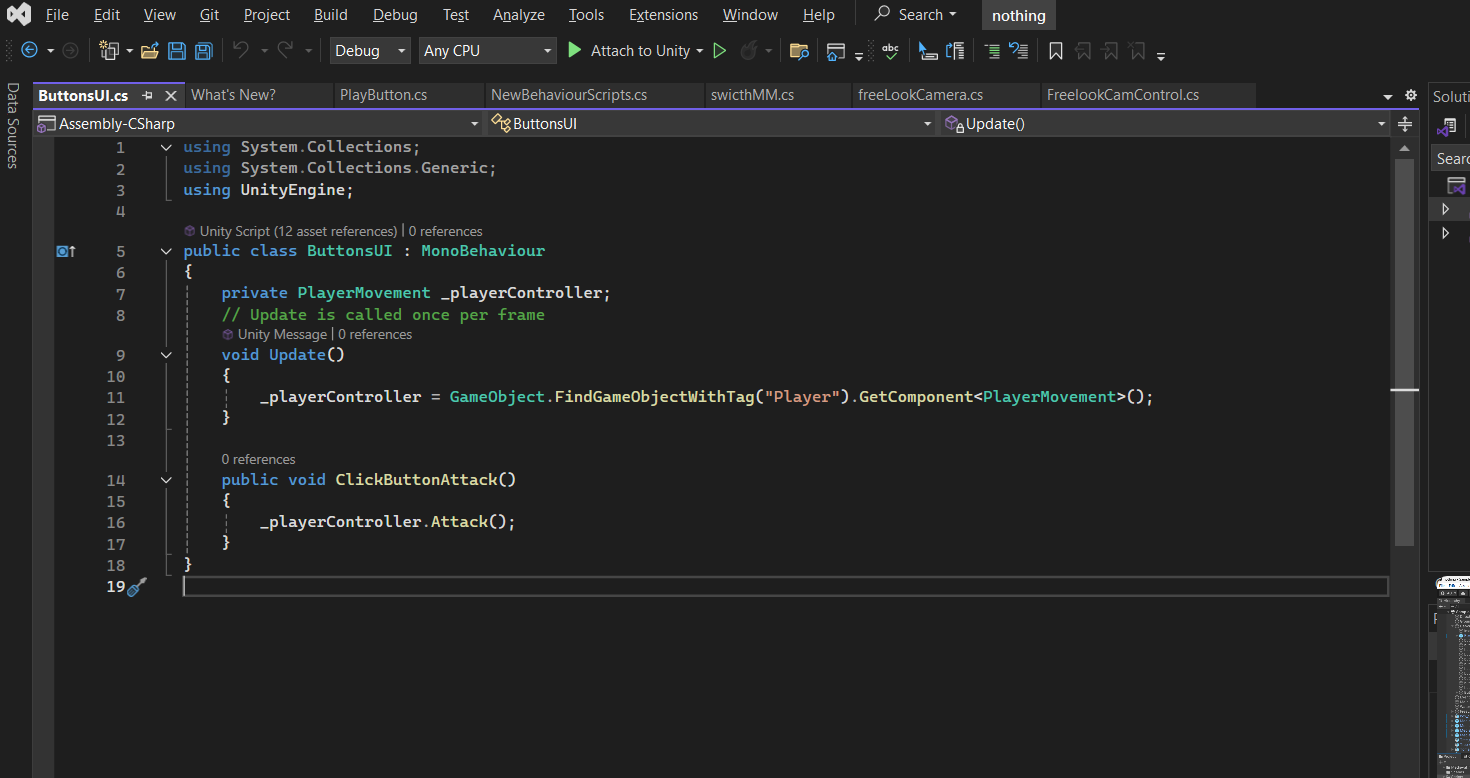 File Edit View Git Project Build Debug Test Analyze Tools Extensions Window Help Search nothing
Debug Any CPU Attach to Unity abc
Data Sources
ButtonsUI.cs What's New? PlayButton.cs NewBehaviourScripts.cs swicthMM.cs freeLookCamera.cs FreelookCamControl.cs
Assembly-CSharp ButtonsUI Update()
1 using System.Collections;
2 using System.Collections.Generic;
3 using UnityEngine;
4
Unity Script (12 asset references) | 0 references
5 public class ButtonsUI : MonoBehaviour
6 {
7 private PlayerMovement _playerController;
8 // Update is called once per frame
Unity Message | 0 references
9 void Update()
10 {
11 _playerController = GameObject.FindGameObjectWithTag("Player").GetComponent<PlayerMovement>();
12 }
13
0 references
14 public void ClickButtonAttack()
15 {
16 _playerController.Attack();
17 }
18 }
19
Soluti
Searc